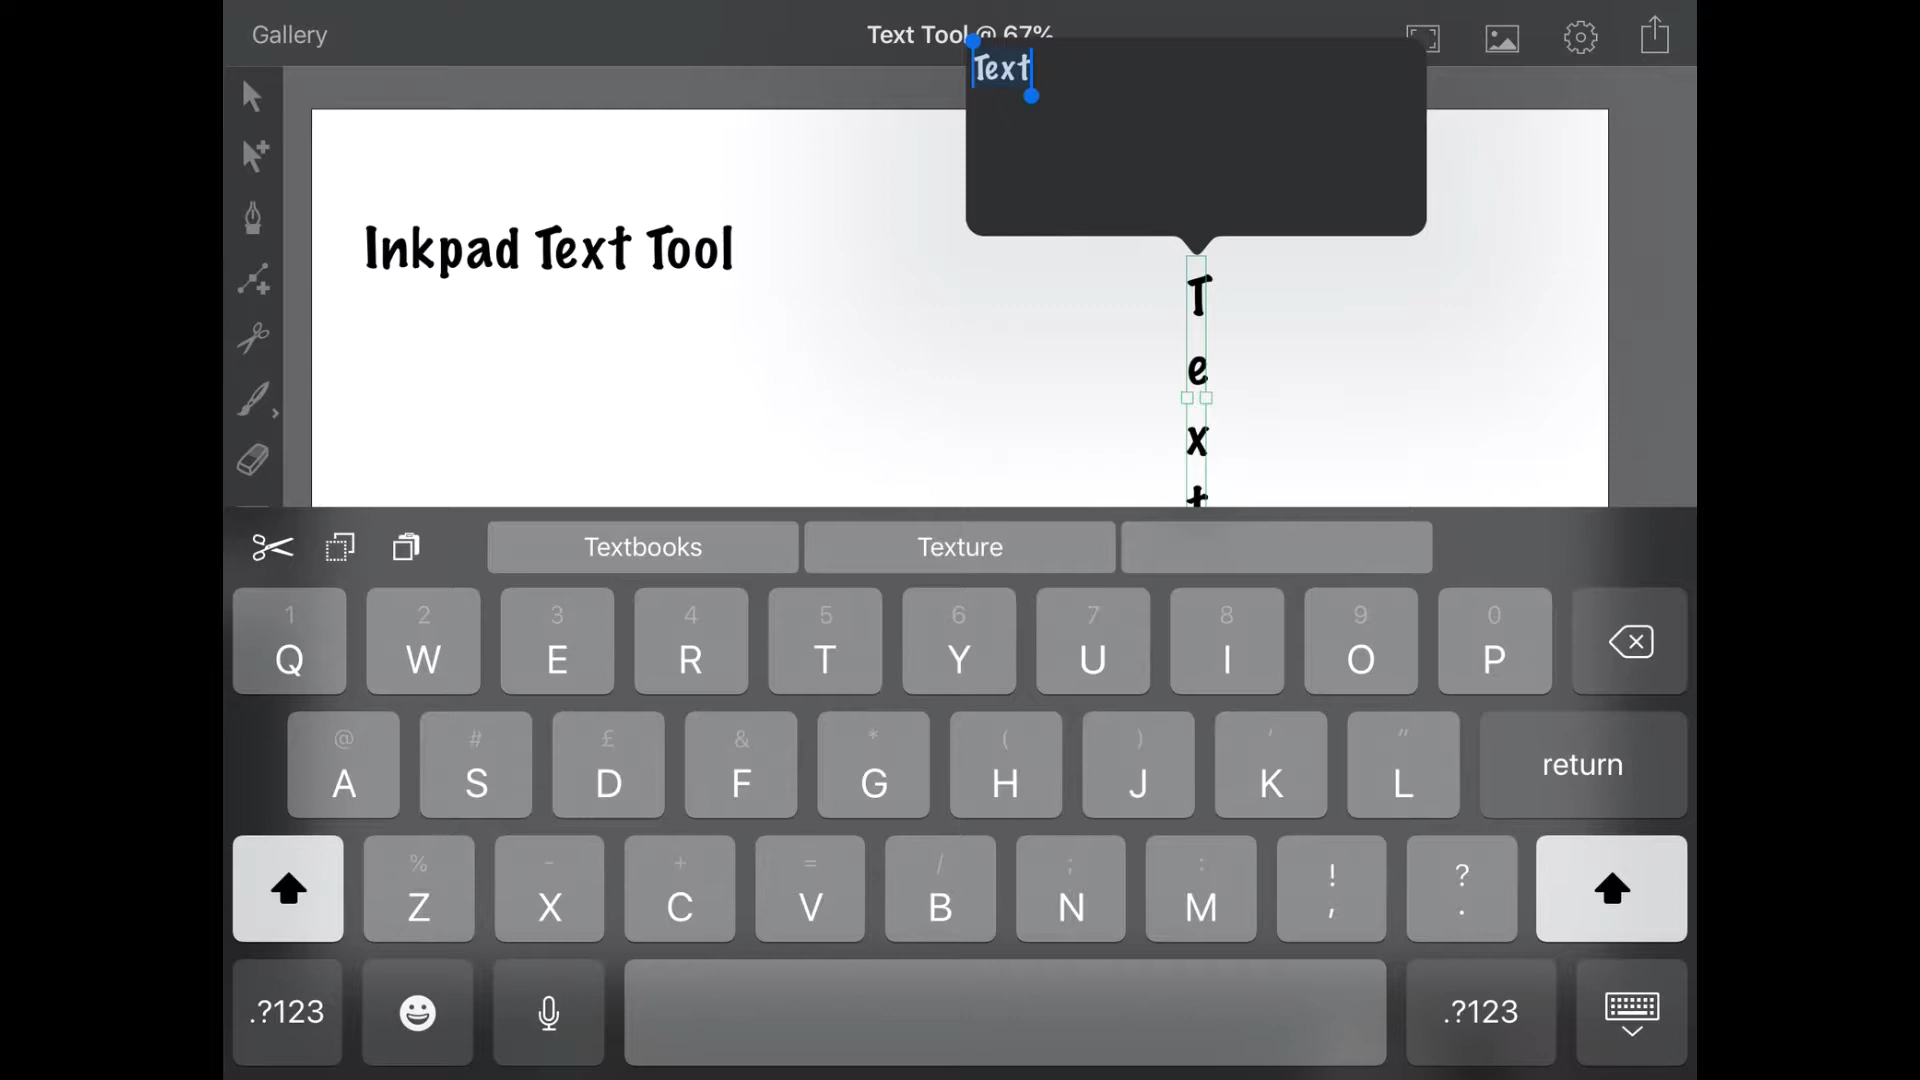 Gallery
Text Tool @ 67%
Text
Inkpad Text Tool
T
e
x
t
Textbooks Texture
1 2 3 4 5 6 7 8 9 0
Q W E R T Y U I O P
@ # £ & * ( ) ' "
A S D F G H J K L return
% - + = / ; : ! ?
Z X C V B N M , .
.?123 .?123